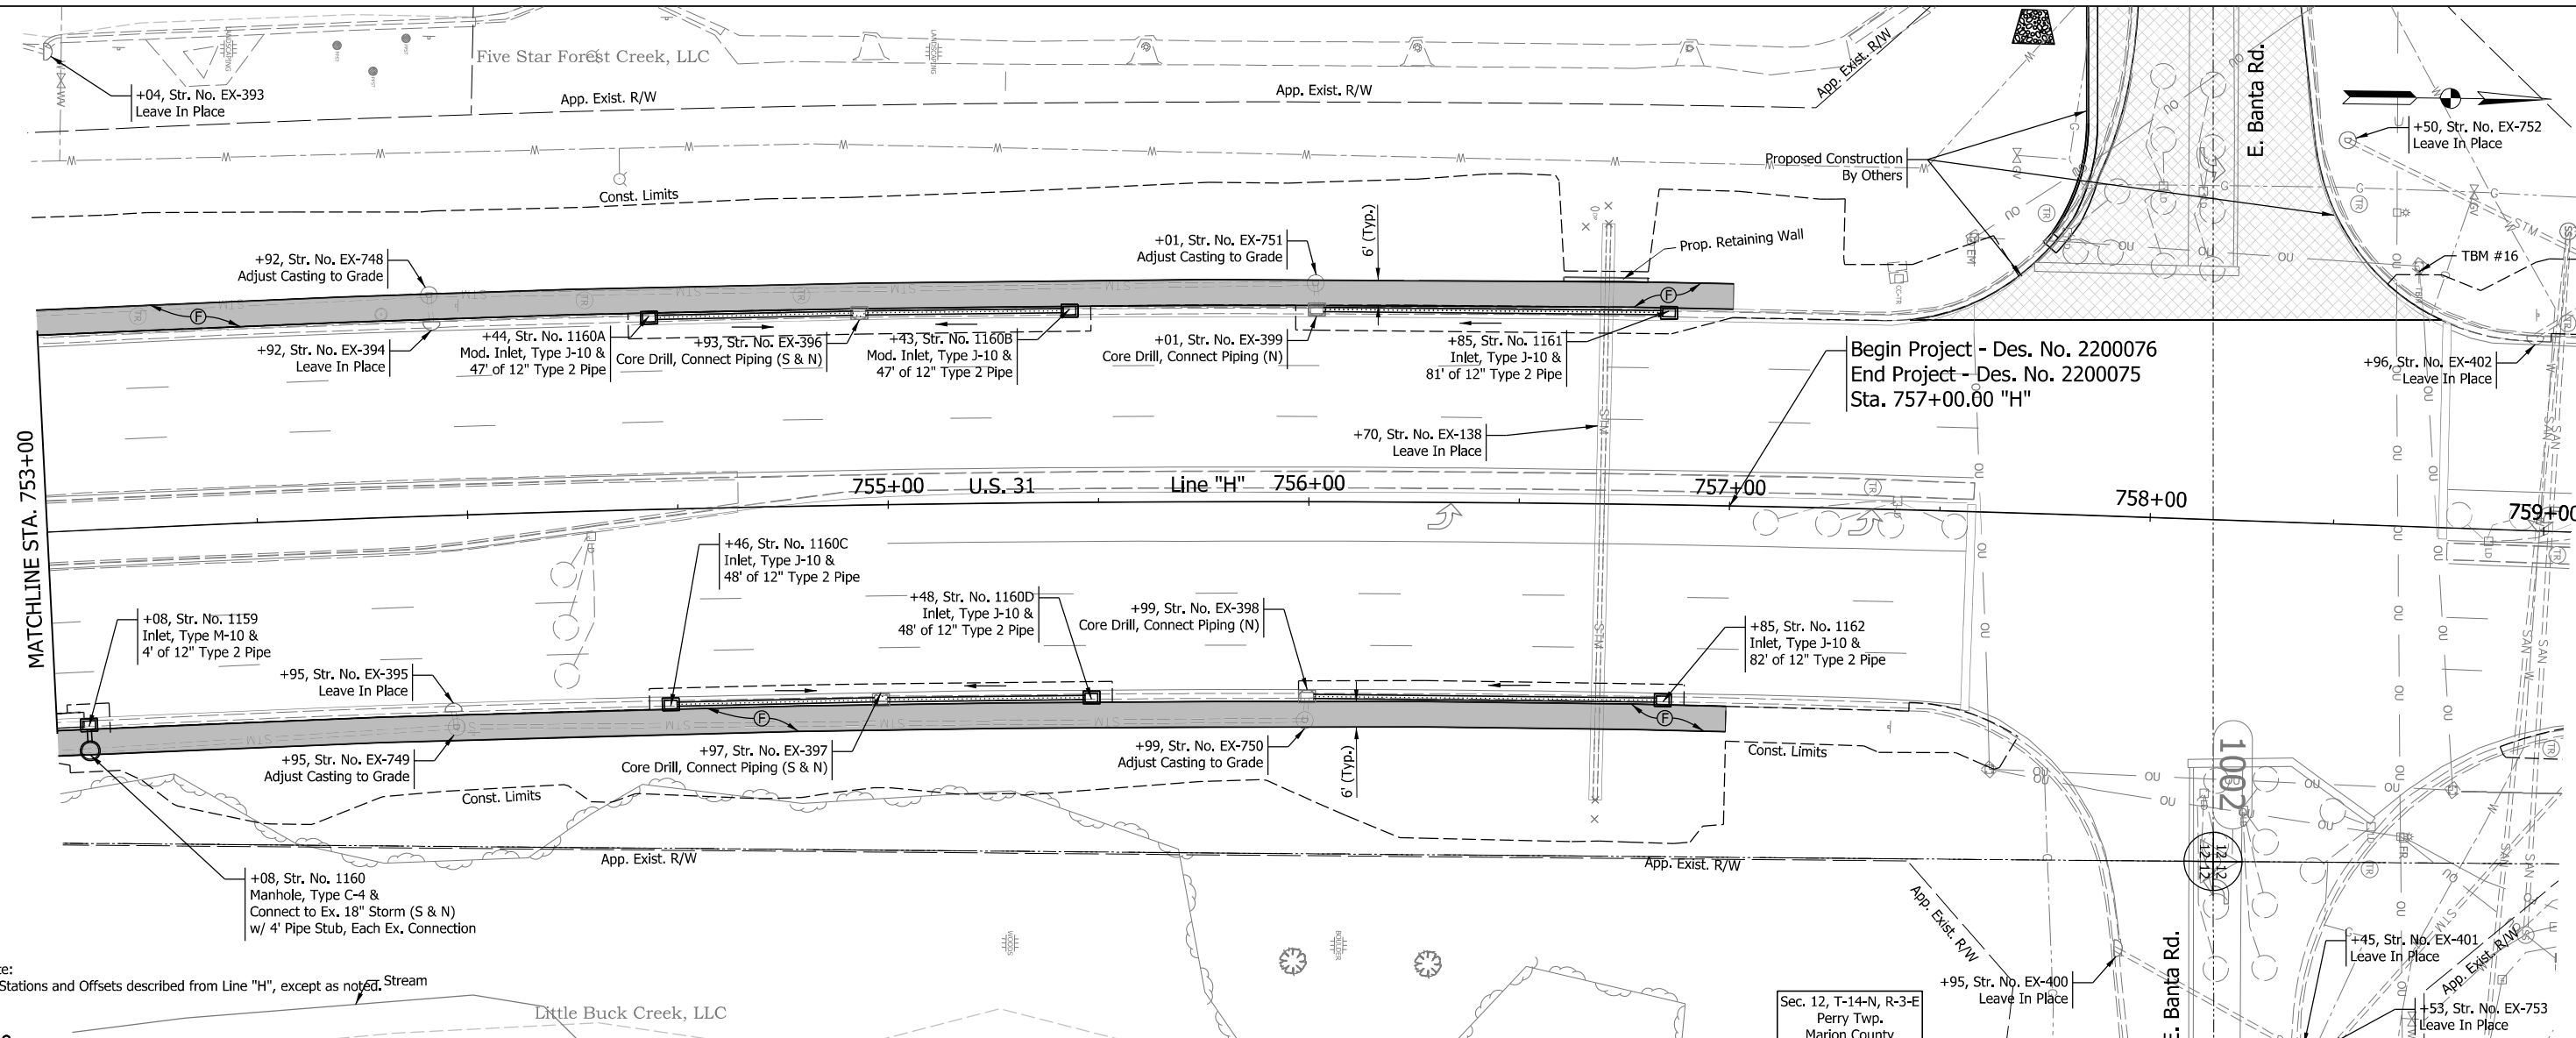 Five Star Forest Creek, LLC
LANDSCAPING
LANDSCAPING
+04, Str. No. EX-393
Leave In Place
App. Exist. R/W
App. Exist. R/W
App. Exist. R/W
E. Banta Rd.
+50, Str. No. EX-752
Leave In Place
Proposed Construction
By Others
Const. Limits
TBM #16
+92, Str. No. EX-748
Adjust Casting to Grade
+01, Str. No. EX-751
Adjust Casting to Grade
6' (Typ.)
Prop. Retaining Wall
F
F
+92, Str. No. EX-394
Leave In Place
+44, Str. No. 1160A
Mod. Inlet, Type J-10 &
47' of 12" Type 2 Pipe
+93, Str. No. EX-396
Core Drill, Connect Piping (S & N)
+43, Str. No. 1160B
Mod. Inlet, Type J-10 &
47' of 12" Type 2 Pipe
+01, Str. No. EX-399
Core Drill, Connect Piping (N)
+85, Str. No. 1161
Inlet, Type J-10 &
81' of 12" Type 2 Pipe
Begin Project - Des. No. 2200076
End Project - Des. No. 2200075
Sta. 757+00.00 "H"
+96, Str. No. EX-402
Leave In Place
+70, Str. No. EX-138
Leave In Place
MATCHLINE STA. 753+00
755+00
U.S. 31
Line "H"
756+00
757+00
758+00
759+00
+46, Str. No. 1160C
Inlet, Type J-10 &
48' of 12" Type 2 Pipe
+48, Str. No. 1160D
Inlet, Type J-10 &
48' of 12" Type 2 Pipe
+99, Str. No. EX-398
Core Drill, Connect Piping (N)
+85, Str. No. 1162
Inlet, Type J-10 &
82' of 12" Type 2 Pipe
+08, Str. No. 1159
Inlet, Type M-10 &
4' of 12" Type 2 Pipe
+95, Str. No. EX-395
Leave In Place
F
F
+95, Str. No. EX-749
Adjust Casting to Grade
+97, Str. No. EX-397
Core Drill, Connect Piping (S & N)
+99, Str. No. EX-750
Adjust Casting to Grade
6' (Typ.)
Const. Limits
Const. Limits
1002
App. Exist. R/W
App. Exist. R/W
App. Exist. R/W
12-12
12-12
+08, Str. No. 1160
Manhole, Type C-4 &
Connect to Ex. 18" Storm (S & N)
w/ 4' Pipe Stub, Each Ex. Connection
WOODS
BOULDER
+45, Str. No. EX-401
Leave In Place
App. Exist. R/W
+95, Str. No. EX-400
Leave In Place
+53, Str. No. EX-753
Leave In Place
E. Banta Rd.
te:
Stations and Offsets described from Line "H", except as noted.
Stream
Little Buck Creek, LLC
Sec. 12, T-14-N, R-3-E
Perry Twp.
Marion County